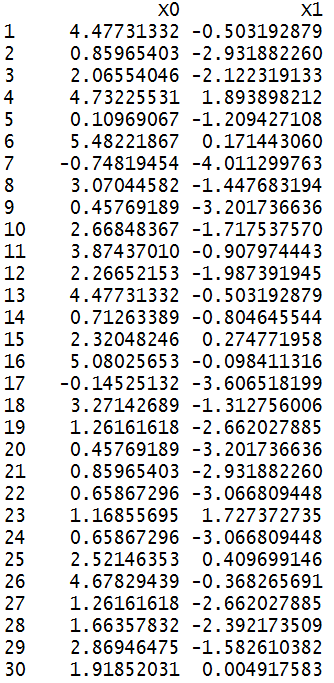 x0 x1
1 4.47731332 -0.503192879
2 0.85965403 -2.931882260
3 2.06554046 -2.122319133
4 4.73225531 1.893898212
5 0.10969067 -1.209427108
6 5.48221867 0.171443060
7 -0.74819454 -4.011299763
8 3.07044582 -1.447683194
9 0.45769189 -3.201736636
10 2.66848367 -1.717537570
11 3.87437010 -0.907974443
12 2.26652153 -1.987391945
13 4.47731332 -0.503192879
14 0.71263389 -0.804645544
15 2.32048246 0.274771958
16 5.08025653 -0.098411316
17 -0.14525132 -3.606518199
18 3.27142689 -1.312756006
19 1.26161618 -2.662027885
20 0.45769189 -3.201736636
21 0.85965403 -2.931882260
22 0.65867296 -3.066809448
23 1.16855695 1.727372735
24 0.65867296 -3.066809448
25 2.52146353 0.409699146
26 4.67829439 -0.368265691
27 1.26161618 -2.662027885
28 1.66357832 -2.392173509
29 2.86946475 -1.582610382
30 1.91852031 0.004917583